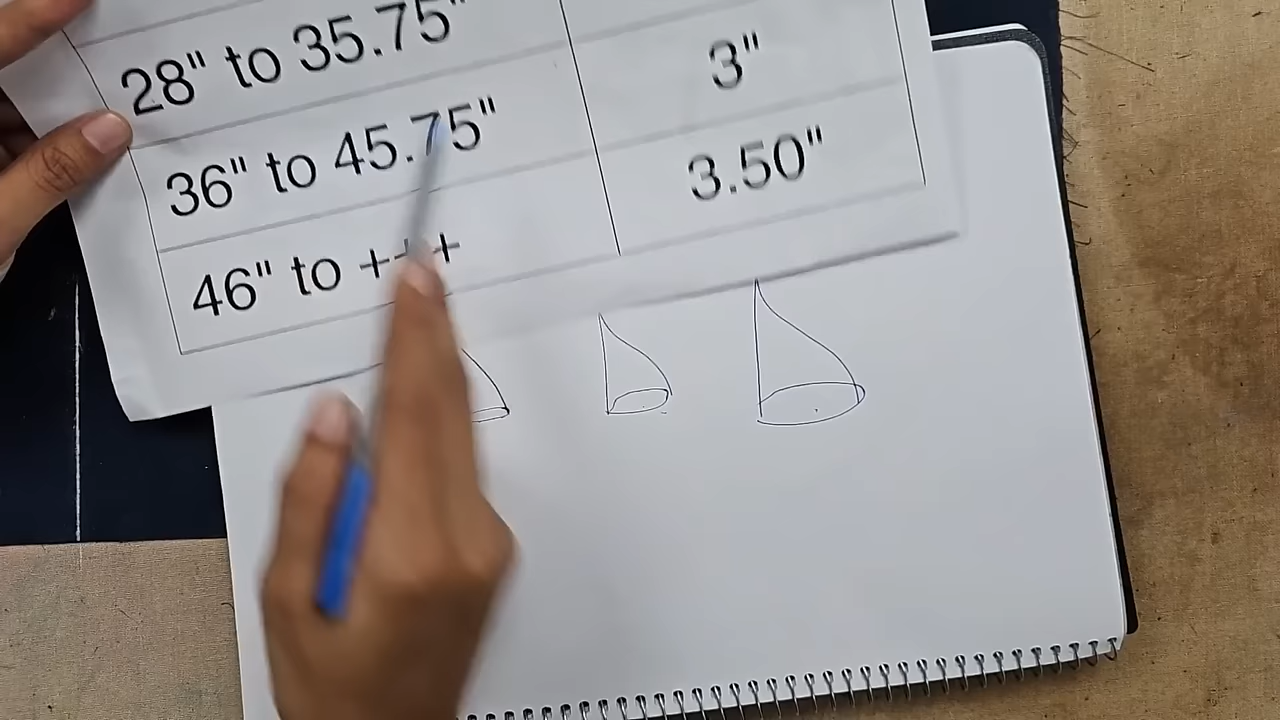 28" to 35.75"
36" to 45.75" 3"
46" to +++ 3.50"